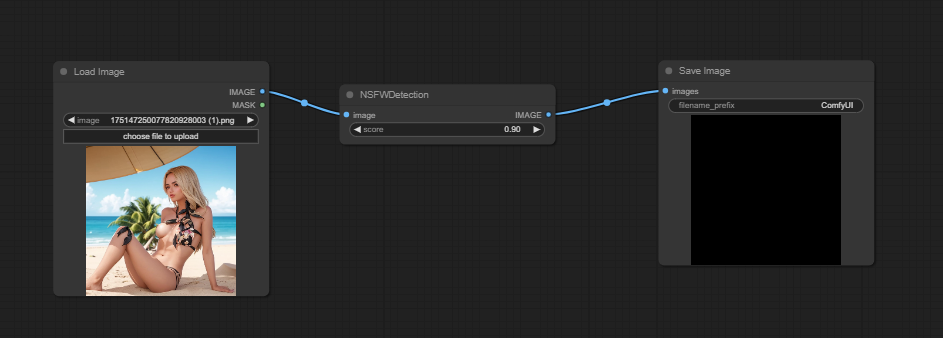 Load Image
IMAGE
MASK
image 175147250077820928003 (1).png
choose file to upload
NSFWDetection
image IMAGE
score 0.90
Save Image
images
filename_prefix ComfyUI